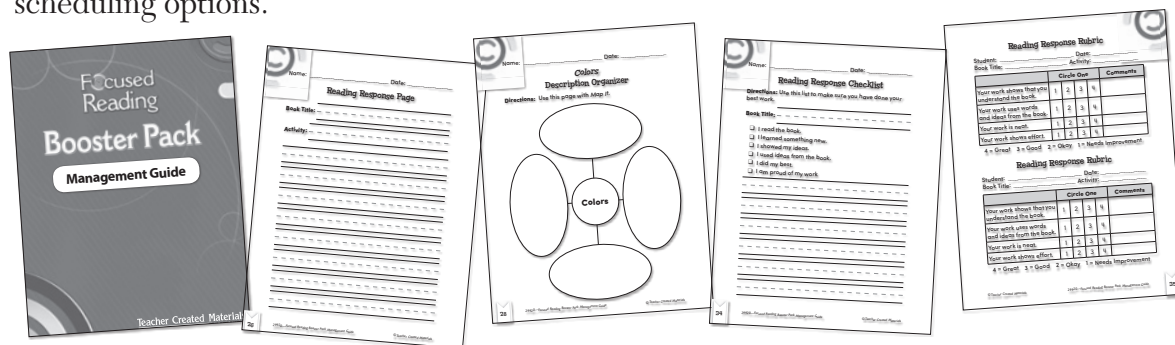 scheduling options.
Focused
Reading
Booster Pack
Management Guide
Teacher Created Materials
Name:
Date:
Reading Response Page
Book Title:
Activity:
26
Name:
Date:
Colors
Description Organizer
Directions: Use this page with Map It.
Colors
28
Name:
Date:
Reading Response Checklist
Directions: Use this list to make sure you have done your
best work.
Book Title:
I read the book.
I learned something new.
I showed my ideas.
I used ideas from the book.
I did my best.
I am proud of my work.
34
Reading Response Rubric
Student:
Date:
Book Title:
Activity:
Circle One
Comments
Your work shows that you
understand the book.
1 2 3 4
Your work uses words
and ideas from the book.
1 2 3 4
Your work is neat.
1 2 3 4
Your work shows effort.
1 2 3 4
4 = Great 3 = Good 2 = Okay 1 = Needs Improvement
Reading Response Rubric
Student:
Date:
Book Title:
Activity:
Circle One
Comments
Your work shows that you
understand the book.
1 2 3 4
Your work uses words
and ideas from the book.
1 2 3 4
Your work is neat.
1 2 3 4
Your work shows effort.
1 2 3 4
4 = Great 3 = Good 2 = Okay 1 = Needs Improvement